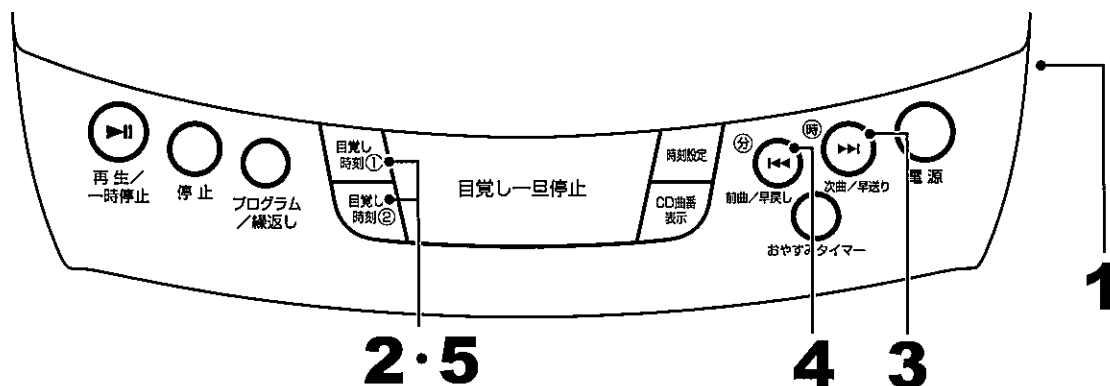 再生／
一時停止
停止
プログラム
／繰返し
目覚し
時刻①
目覚し
時刻②
目覚し一旦停止
時刻設定
CD曲番
表示
分
前曲／早戻し
時
次曲／早送り
電源
おやすみタイマー
1
2・5
4
3